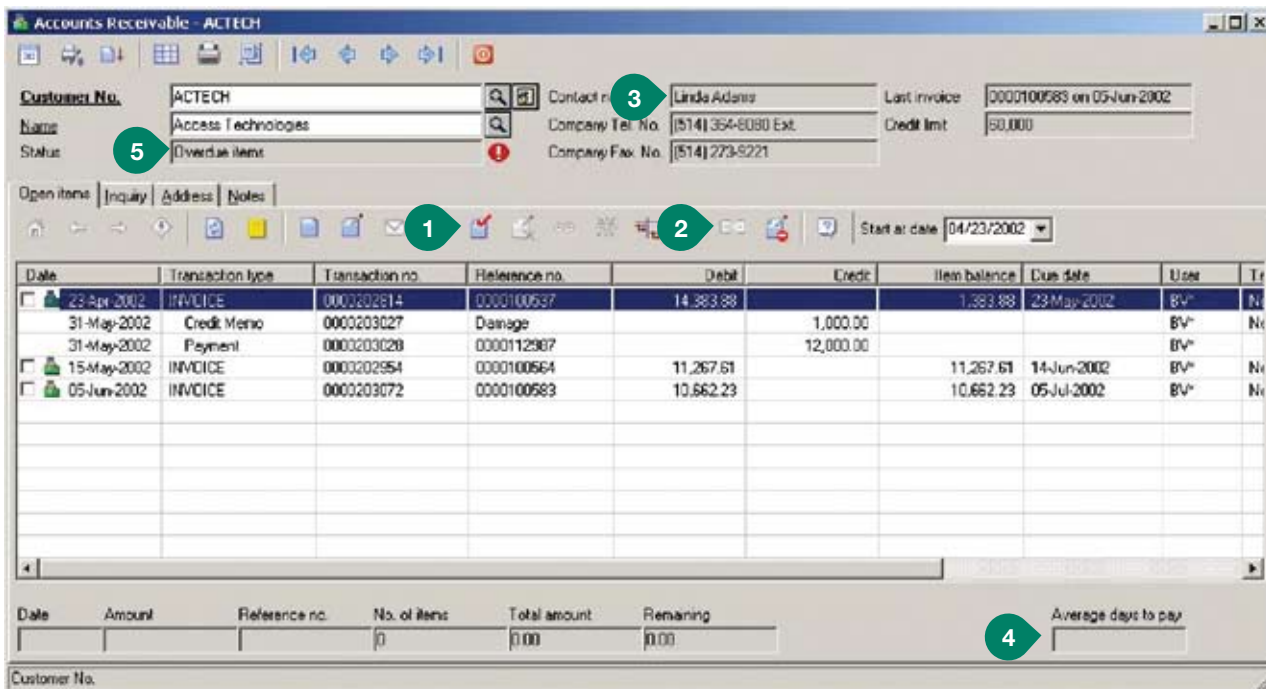 Accounts Receivable - ACTECH
Customer No. ACTECH Contact n 3 Linda Adams Last invoice 0000100583 on 05-Jun-2002
Name Access Technologies Company Tel. No. (514) 364-8080 Ext. Credit limit 60,000
Status 5 Overdue items Company Fax. No. (514) 273-9221
Open items Inquiry Address Notes
1 2 Start at date 04/23/2002
Date Transaction type Transaction no. Reference no. Debit Credit Item balance Due date User
23-Apr-2002 INVOICE 0000202814 0000100537 14,383.88 1,383.88 23-May-2002 BV*
31-May-2002 Credit Memo 0000203027 Damage 1,000.00 BV*
31-May-2002 Payment 0000203028 0000112987 12,000.00 BV*
15-May-2002 INVOICE 0000202954 0000100564 11,267.61 11,267.61 14-Jun-2002 BV*
05-Jun-2002 INVOICE 0000203072 0000100583 10,662.23 10,662.23 05-Jul-2002 BV*
Date Amount Reference no. No. of items Total amount Remaining Average days to pay
0 0.00 0.00 4
Customer No.